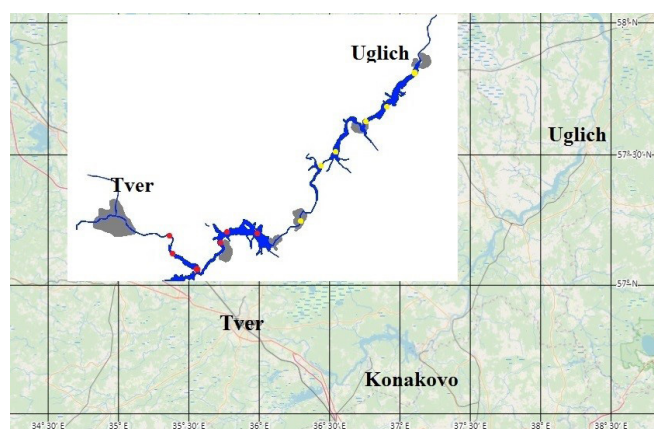 Uglich
58° N
Uglich
57° 30' N
Tver
57° N
Tver
Konakovo
34° 30' E 35° E 35° 30' E 36° E 36° 30' E 37° E 37° 30' E 38° E 38° 30' E